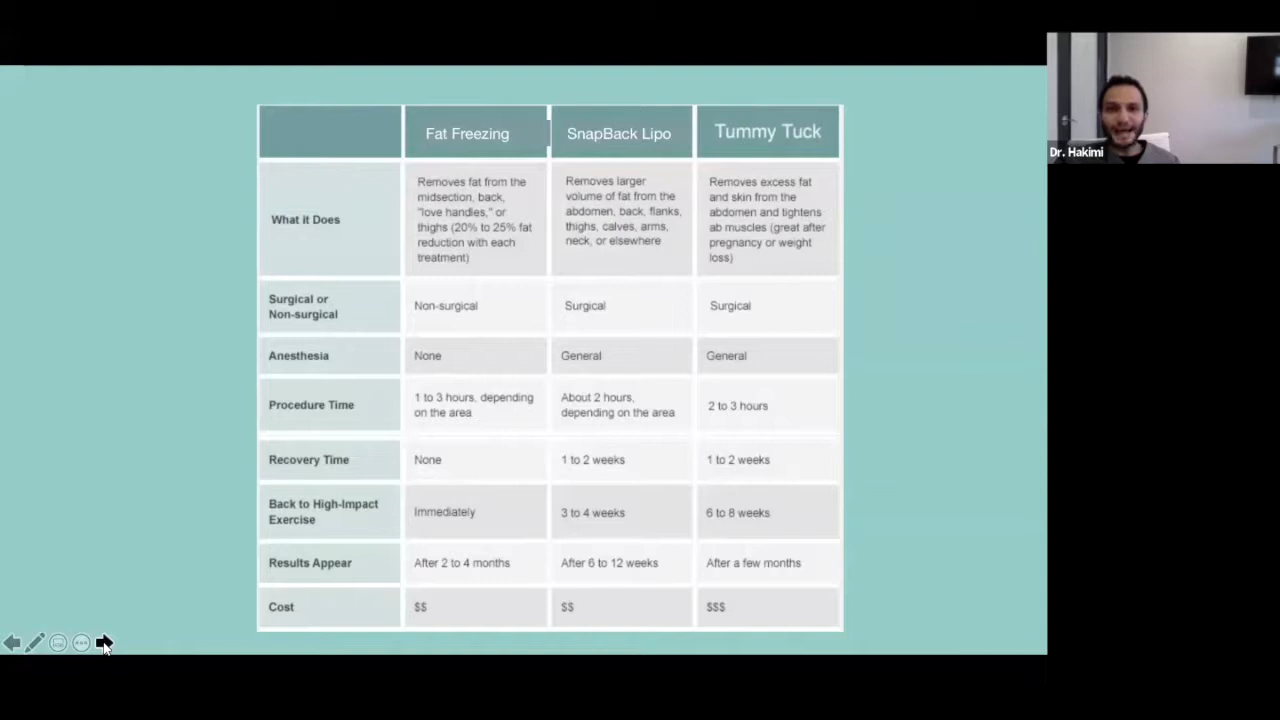 Fat Freezing
SnapBack Lipo
Tummy Tuck
What it Does
Removes fat from the
midsection, back,
"love handles," or
thighs (20% to 25% fat
reduction with each
treatment)
Removes larger
volume of fat from the
abdomen, back, flanks,
thighs, calves, arms,
neck, or elsewhere
Removes excess fat
and skin from the
abdomen and tightens
ab muscles (great after
pregnancy or weight
loss)
Surgical or
Non-surgical
Non-surgical
Surgical
Surgical
Anesthesia
None
General
General
Procedure Time
1 to 3 hours, depending
on the area
About 2 hours,
depending on the area
2 to 3 hours
Recovery Time
None
1 to 2 weeks
1 to 2 weeks
Back to High-Impact
Exercise
Immediately
3 to 4 weeks
6 to 8 weeks
Results Appear
After 2 to 4 months
After 6 to 12 weeks
After a few months
Cost
$$
$$
$$$
Dr. Hakimi